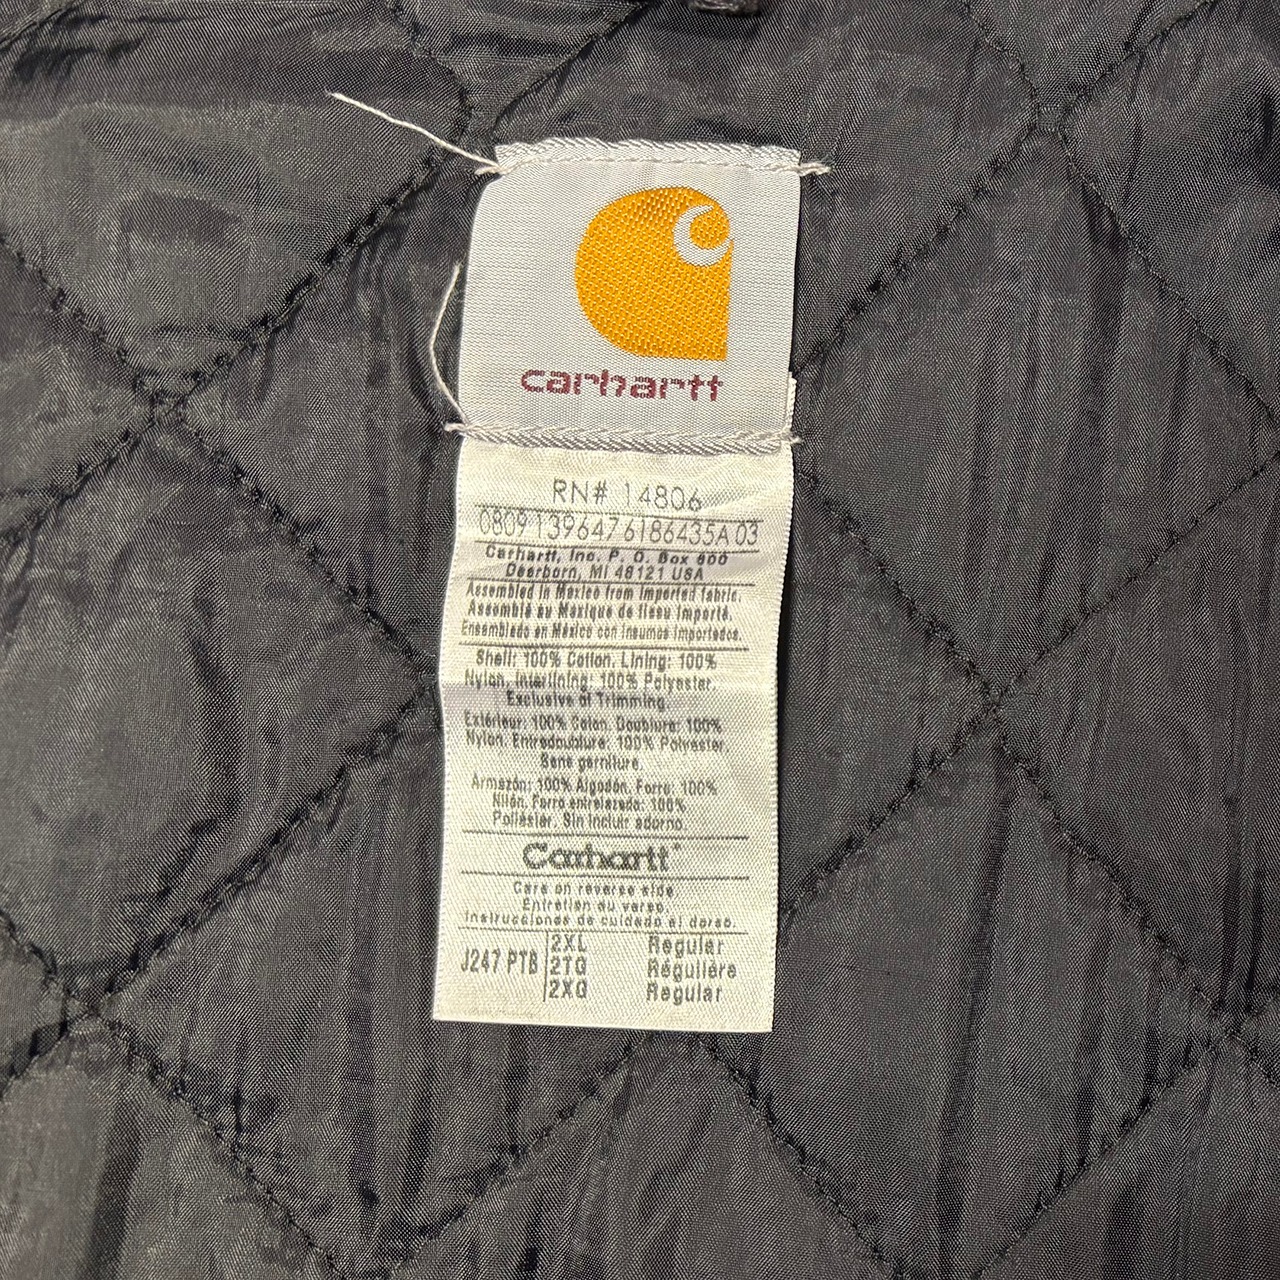 carhartt
RN# 14806
0809 1396476186435A 03
Carhartt, Inc. P. O. Box 600
Dearborn, MI 48121 USA
Assembled in Mexico from imported fabric.
Assemblé au Mexique de tissu importé.
Ensamblado en México con insumos importados.
Shell: 100% Cotton. Lining: 100%
Nylon. Interlining: 100% Polyester.
Exclusive of Trimming.
Extérieur: 100% Coton. Doublure: 100%
Nylon. Entredoublure: 100% Polyester.
Sans garniture.
Armazón: 100% Algodón. Forro: 100%
Nilón. Forro entrelazado: 100%
Poliéster. Sin incluir adorno.
Carhartt®
Care on reverse side
Entretien au verso.
Instrucciones de cuidado al dorso.
J247 PTB 2XL Regular
2TG Régulière
2XG Regular